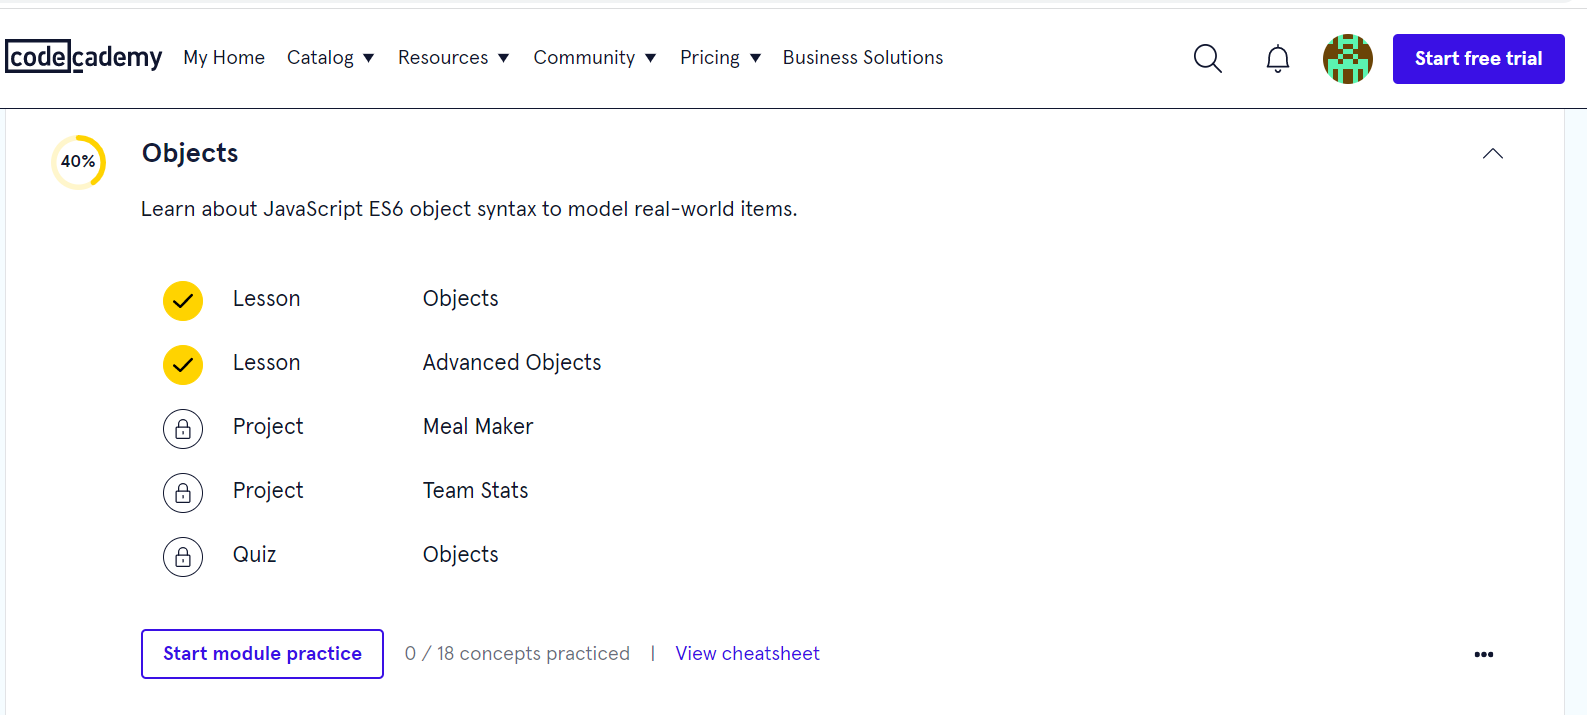 codecademy My Home Catalog ▼ Resources ▼ Community ▼ Pricing ▼ Business Solutions Start free trial
40% Objects
Learn about JavaScript ES6 object syntax to model real-world items.
Lesson Objects
Lesson Advanced Objects
Project Meal Maker
Project Team Stats
Quiz Objects
Start module practice 0 / 18 concepts practiced | View cheatsheet •••